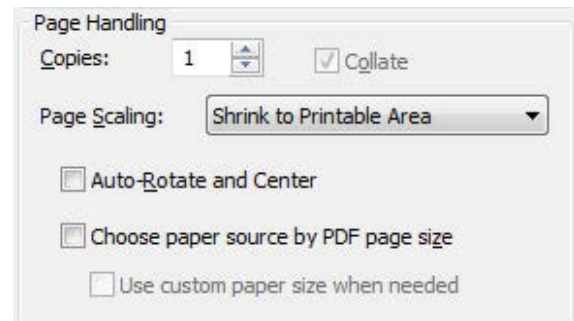 Page Handling
Copies: 1 Collate
Page Scaling: Shrink to Printable Area
Auto-Rotate and Center
Choose paper source by PDF page size
Use custom paper size when needed